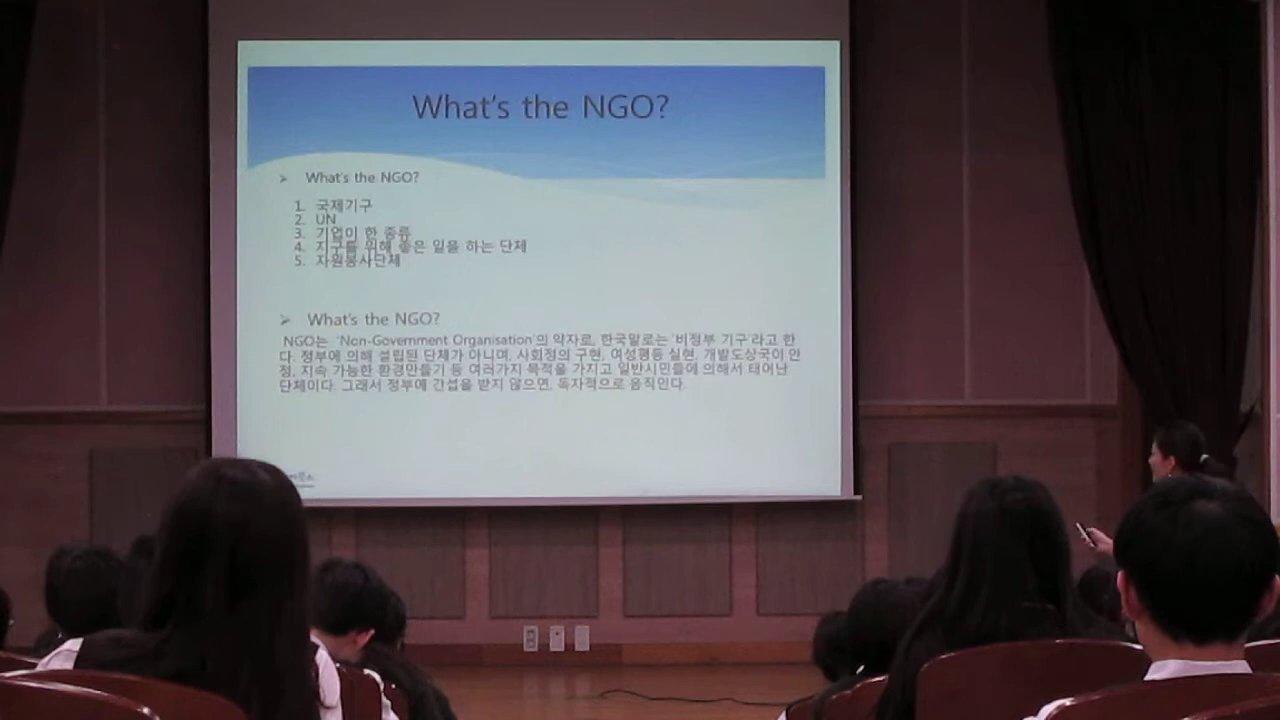 What's the NGO?
➢ What's the NGO?
1. 국제기구
2. UN
3. 기업이 한 종류
4. 지구를 위해 좋은 일을 하는 단체
5. 자원봉사단체
➢ What's the NGO?
NGO는 'Non-Government Organisation'의 약자로, 한국말로는 '비정부 기구'라고 한
다. 정부에 의해 설립된 단체가 아니며, 사회정의 구현, 여성평등 실현, 개발도상국이 안
정, 지속 가능한 환경만들기 등 여러가지 목적을 가지고 일반시민들에 의해서 태어난
단체이다. 그래서 정부에 간섭을 받지 않으면, 독자적으로 움직인다.